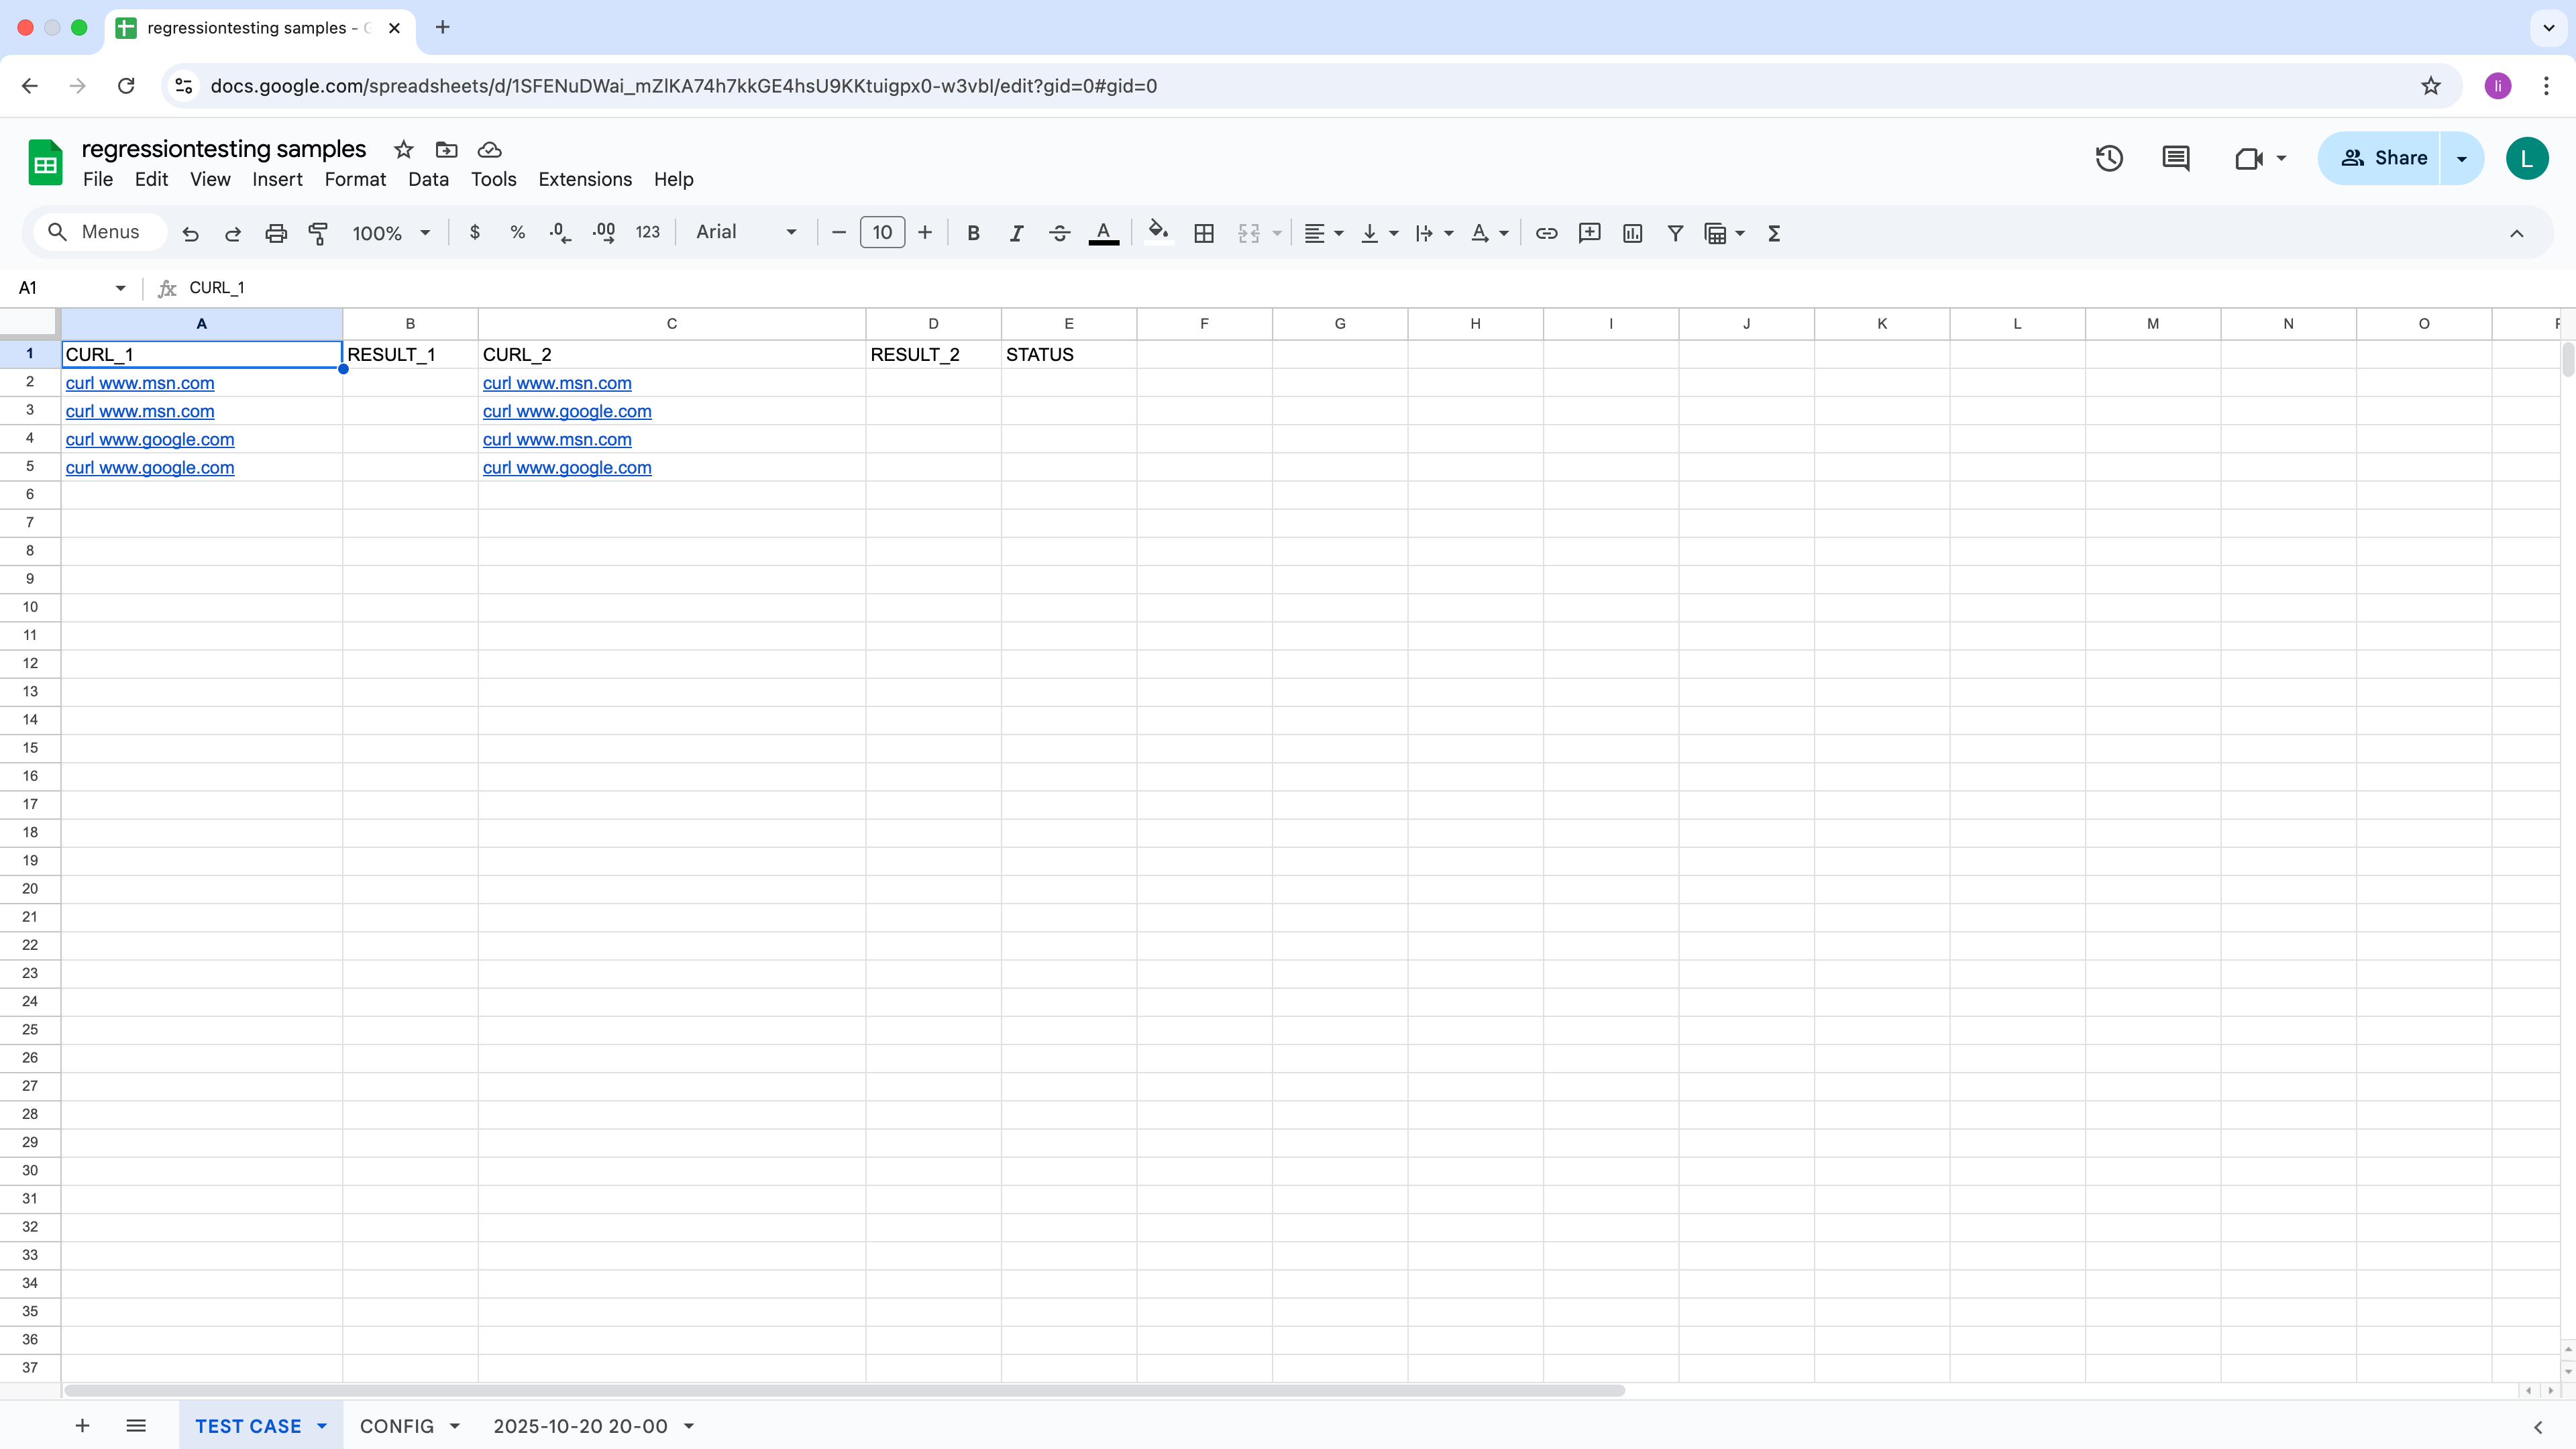 regressiontesting samples - G
docs.google.com/spreadsheets/d/1SFENuDWai_mZlKA74h7kkGE4hsU9KKtuigpx0-w3vbI/edit?gid=0#gid=0
li
regressiontesting samples
File Edit View Insert Format Data Tools Extensions Help
Share
L
Menus 100% $ % .0 .00 123 Arial 10 B I A
A1 fx CURL_1
A B C D E F G H I J K L M N O
1 CURL_1 RESULT_1 CURL_2 RESULT_2 STATUS
2 curl www.msn.com curl www.msn.com
3 curl www.msn.com curl www.google.com
4 curl www.google.com curl www.msn.com
5 curl www.google.com curl www.google.com
6
7
8
9
10
11
12
13
14
15
16
17
18
19
20
21
22
23
24
25
26
27
28
29
30
31
32
33
34
35
36
37
TEST CASE CONFIG 2025-10-20 20-00